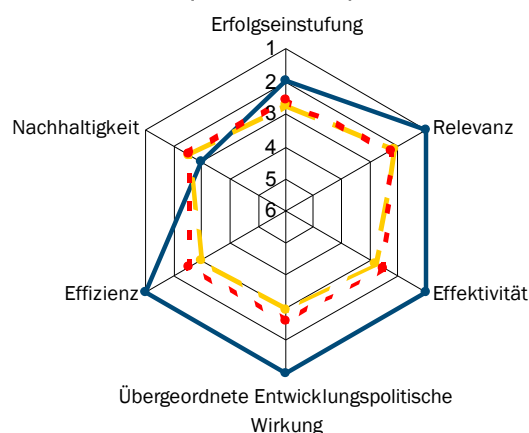 Erfolgseinstufung
1
2
3
4
5
6
Nachhaltigkeit
Relevanz
Effizienz
Effektivität
Übergeordnete Entwicklungspolitische
Wirkung